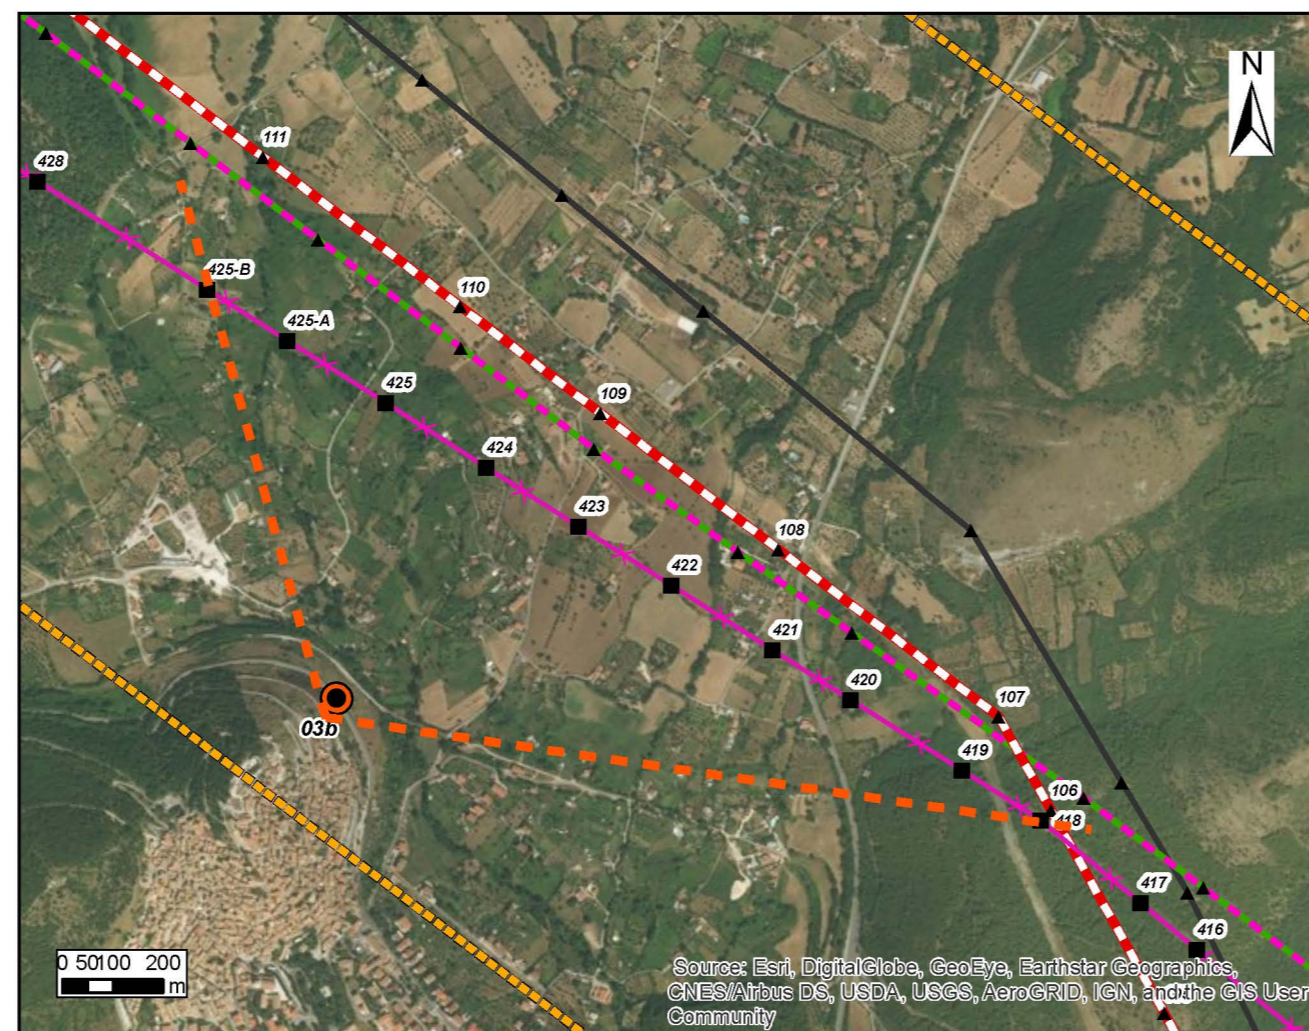 N
111
428
425-B
110
425-A
109
425
424
423
108
422
421
420
107
03b
419
106
418
417
416
0 50100 200
m
Source: Esri, DigitalGlobe, GeoEye, Earthstar Geographics,
CNES/Airbus DS, USDA, USGS, AeroGRID, IGN, and the GIS User
Community